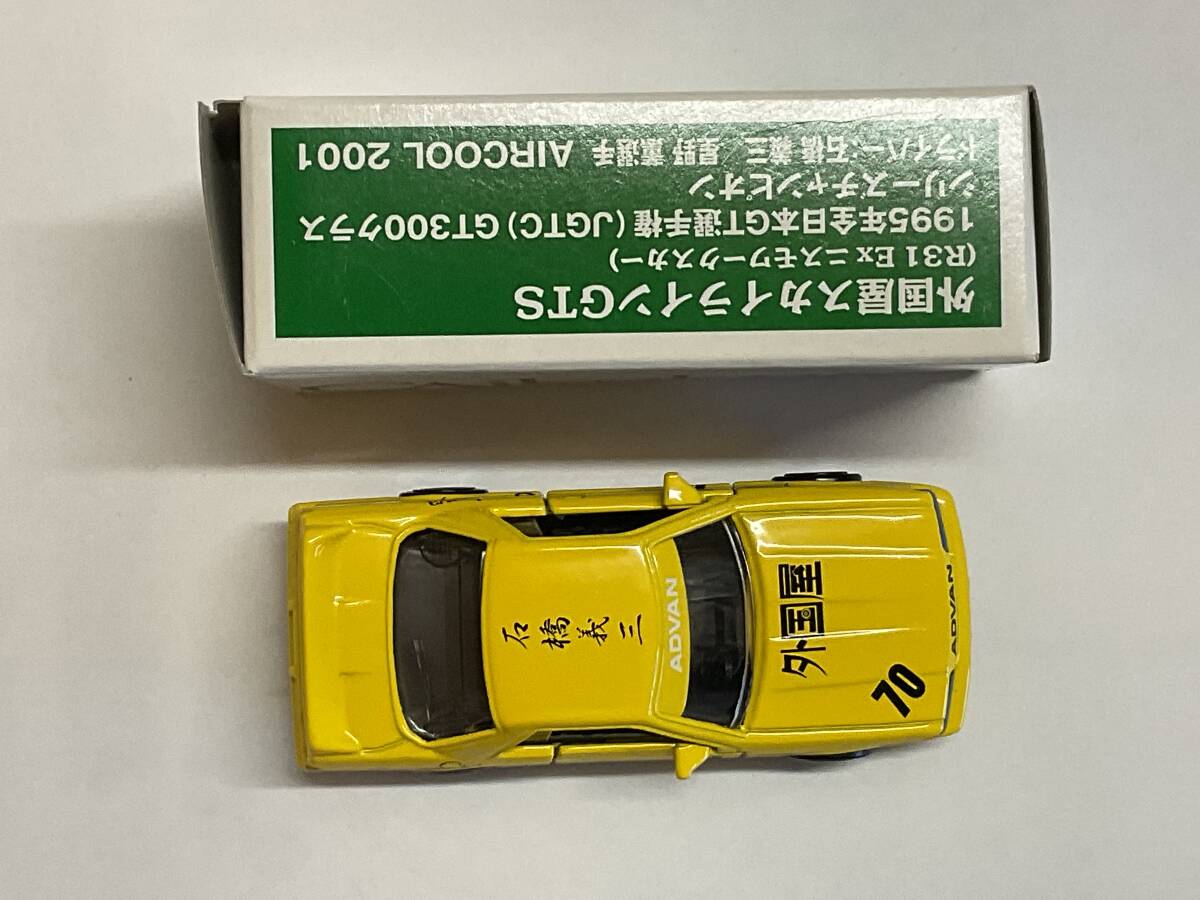 外国屋スカイラインGTS
(R31 Ex ニスモワークスカー)
1995年全日本GT選手権(JGTC) GT300クラス
シリーズチャンピオン
ドライバー 石橋 義三 星野 薫選手 AIRCOOL 2001
石橋義三
ADVAN
外国屋
70
ADVAN